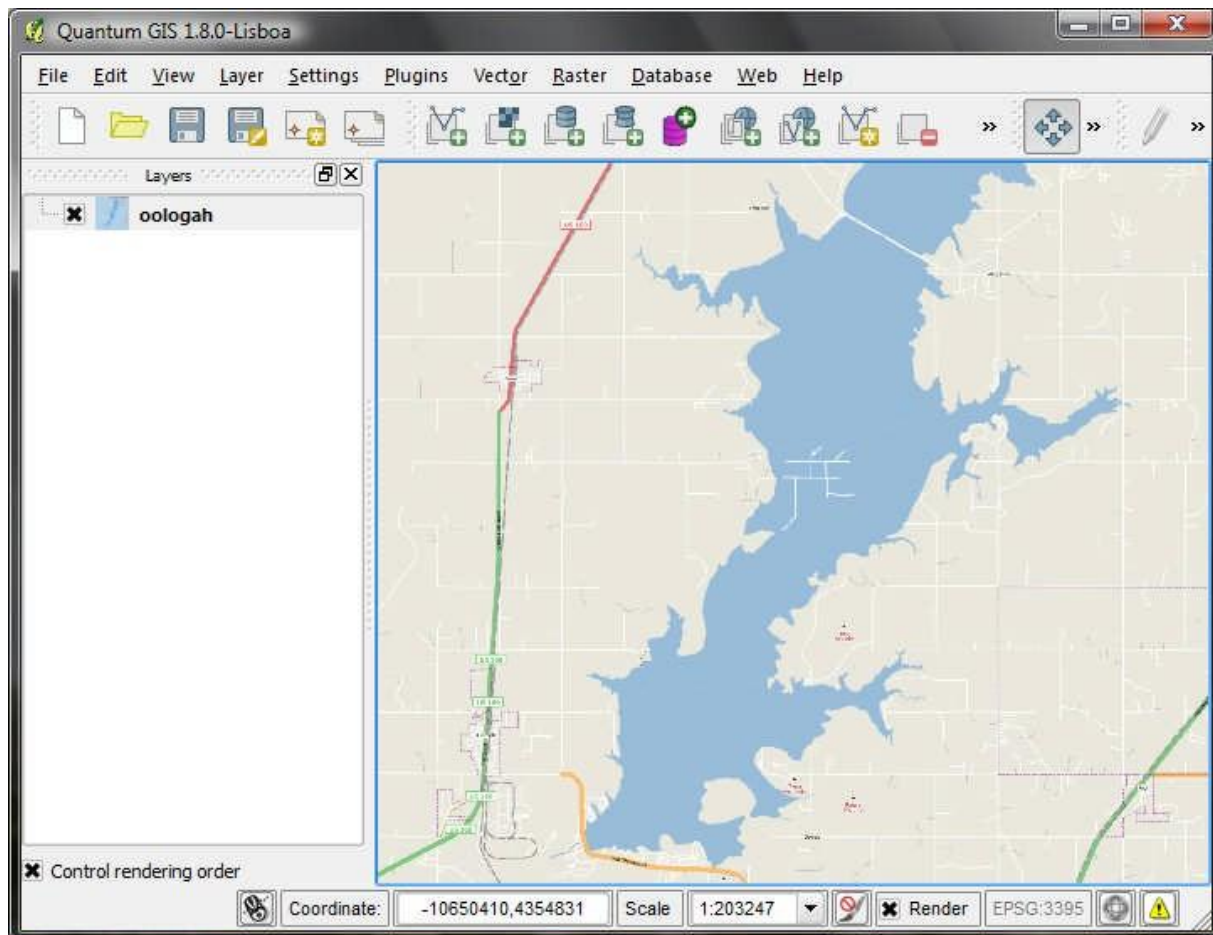 Quantum GIS 1.8.0-Lisboa
File Edit View Layer Settings Plugins Vector Raster Database Web Help
Layers
oologah
Control rendering order
Coordinate: -10650410,4354831 Scale 1:203247 Render EPSG:3395